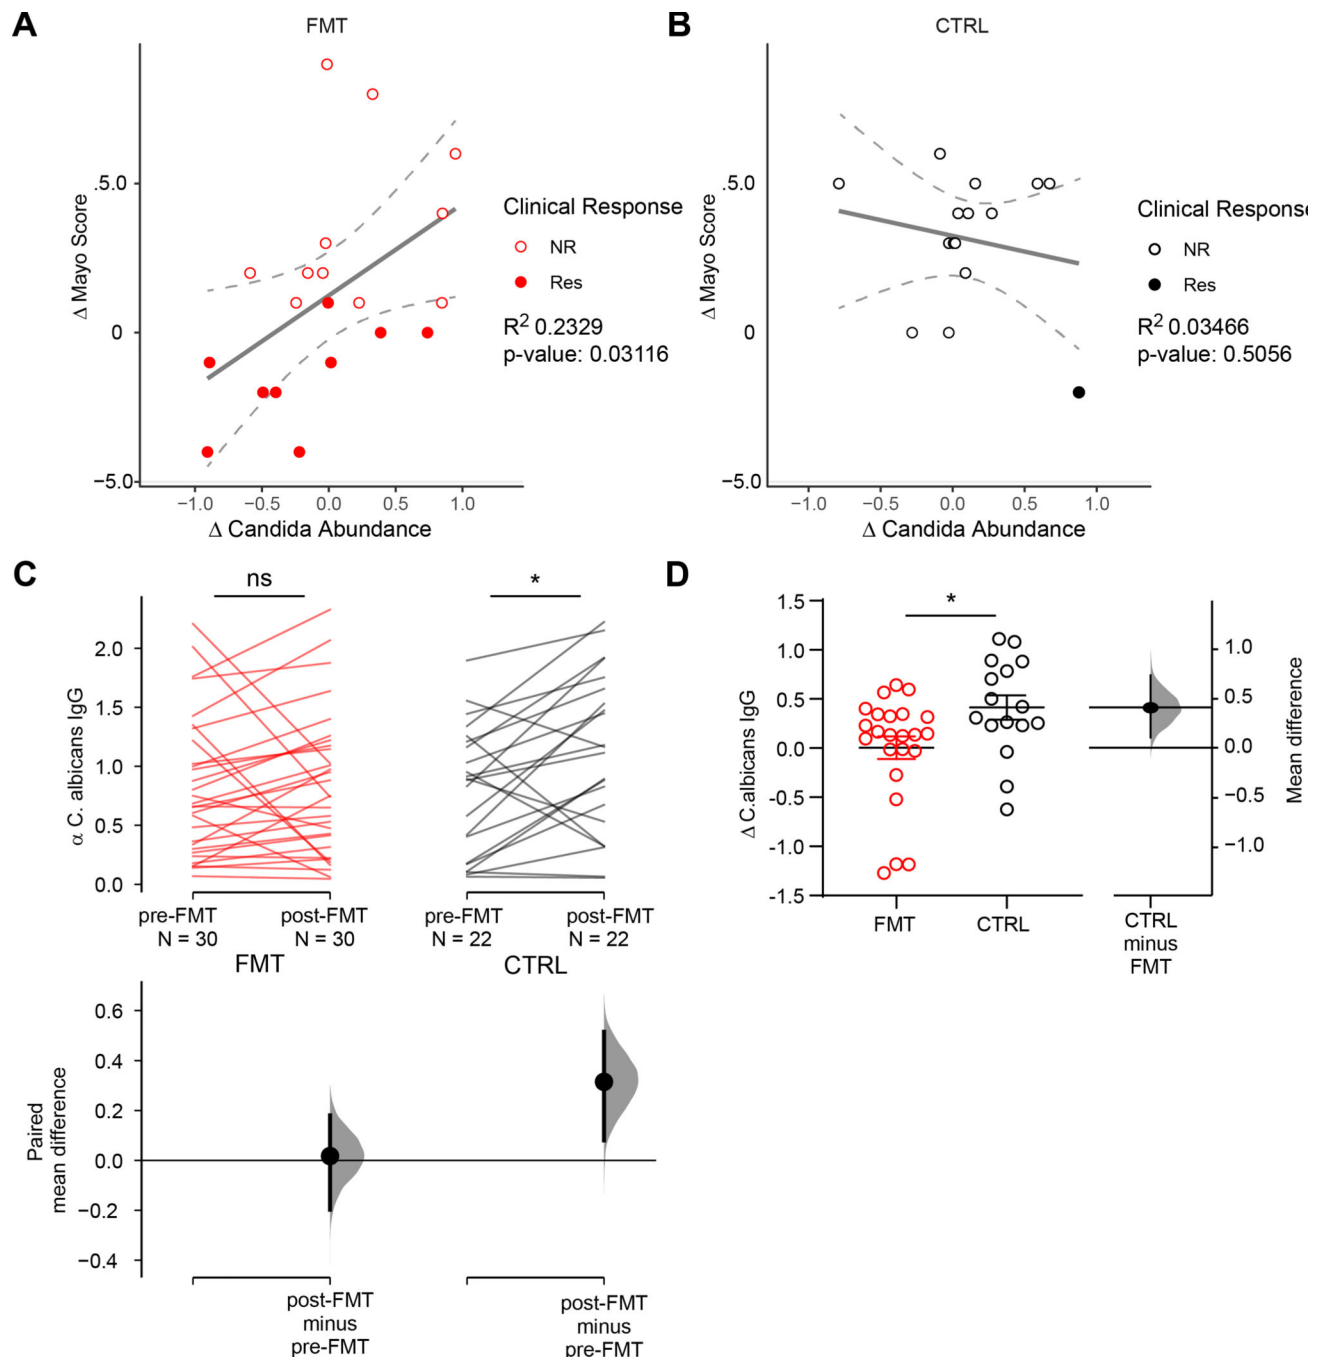 A
FMT
.5.0
0
−5.0
Δ Mayo Score
−1.0 −0.5 0.0 0.5 1.0
Δ Candida Abundance
Clinical Response
NR
Res
R² 0.2329
p-value: 0.03116
B
CTRL
.5.0
0
−5.0
Δ Mayo Score
−1.0 −0.5 0.0 0.5 1.0
Δ Candida Abundance
Clinical Response
NR
Res
R² 0.03466
p-value: 0.5056
C
ns
*
2.0
1.5
1.0
0.5
0.0
α C. albicans IgG
pre-FMT
N = 30
post-FMT
N = 30
pre-FMT
N = 22
post-FMT
N = 22
FMT
CTRL
0.6
0.4
0.2
0.0
−0.2
−0.4
Paired
mean difference
post-FMT
minus
pre-FMT
post-FMT
minus
pre-FMT
D
*
1.5
1.0
0.5
0.0
-0.5
-1.0
-1.5
Δ C.albicans IgG
FMT
CTRL
1.0
0.5
0.0
−0.5
−1.0
Mean difference
CTRL
minus
FMT